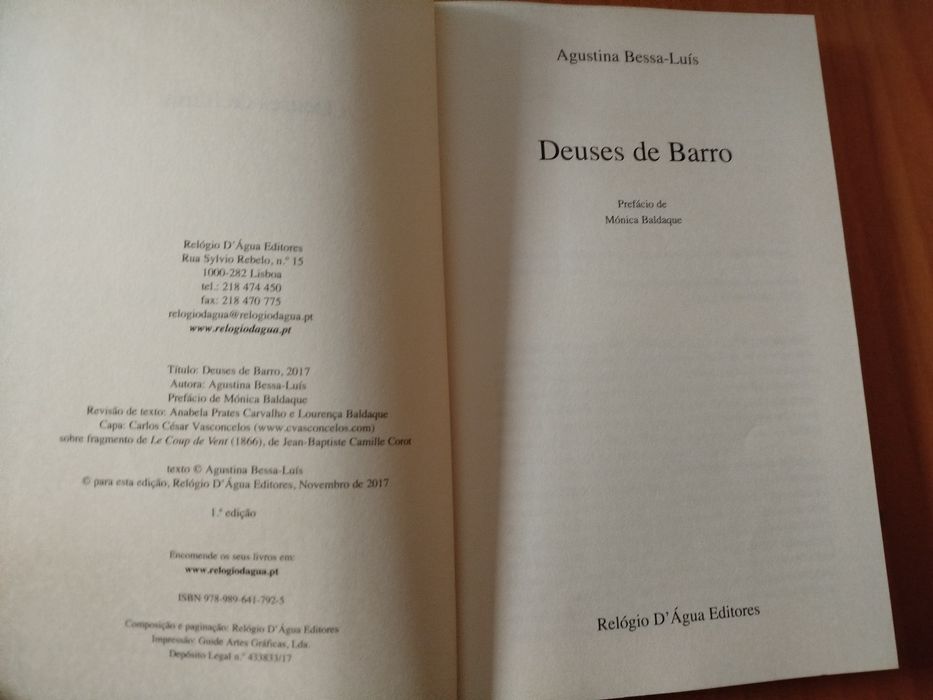 Relógio D'Água Editores
Rua Sylvio Rebelo, n.º 15
1000-282 Lisboa
tel.: 218 474 450
fax: 218 470 775
relogiodagua@relogiodagua.pt
www.relogiodagua.pt
Título: Deuses de Barro, 2017
Autora: Agustina Bessa-Luís
Prefácio de Mónica Baldaque
Revisão de texto: Anabela Prates Carvalho e Lourença Baldaque
Capa: Carlos César Vasconcelos (www.cvasconcelos.com)
sobre fragmento de Le Coup de Vent (1866), de Jean-Baptiste Camille Corot
texto © Agustina Bessa-Luís
© para esta edição, Relógio D'Água Editores, Novembro de 2017
1.ª edição
Encomende os seus livros em:
www.relogiodagua.pt
ISBN 978-989-641-792-5
Composição e paginação: Relógio D'Água Editores
Impressão: Guide Artes Gráficas, Lda.
Depósito Legal n.º 433833/17
Agustina Bessa-Luís
Deuses de Barro
Prefácio de
Mónica Baldaque
Relógio D'Água Editores